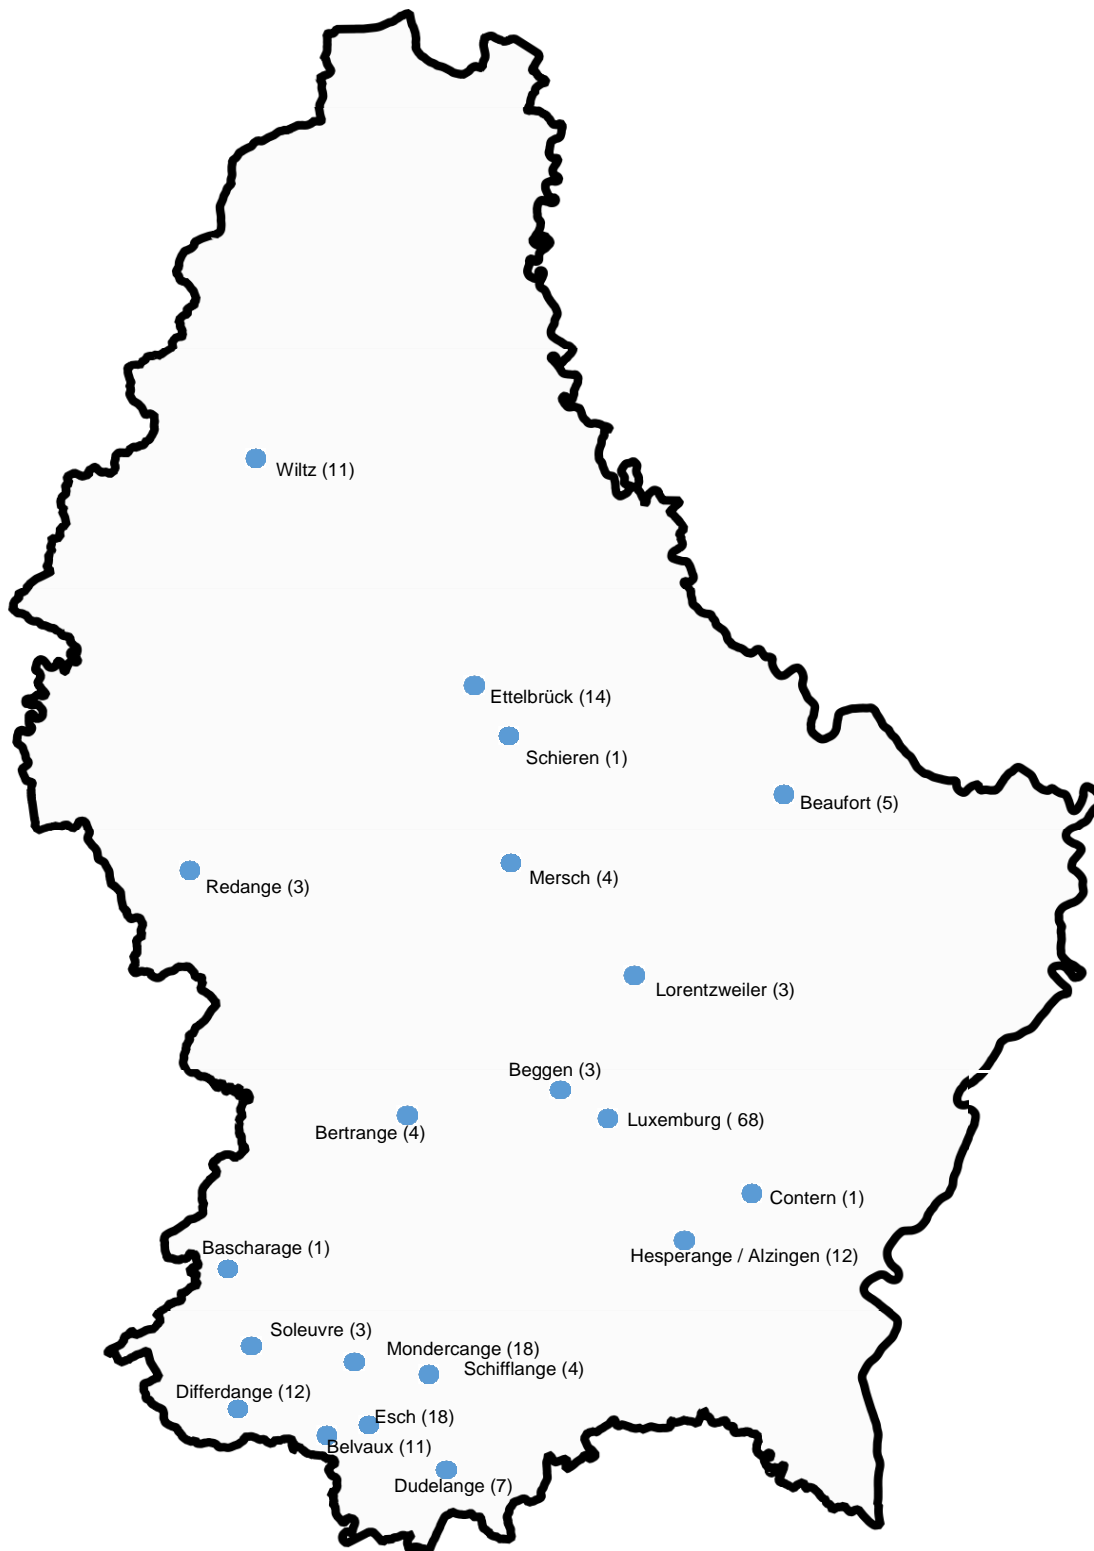 Wiltz (11)
Ettelbrück (14)
Schieren (1)
Beaufort (5)
Mersch (4)
Redange (3)
Lorentzweiler (3)
Beggen (3)
Luxemburg ( 68)
Bertrange (4)
Contern (1)
Bascharage (1)
Hesperange / Alzingen (12)
Soleuvre (3)
Mondercange (18)
Schifflange (4)
Differdange (12)
Esch (18)
Belvaux (11)
Dudelange (7)